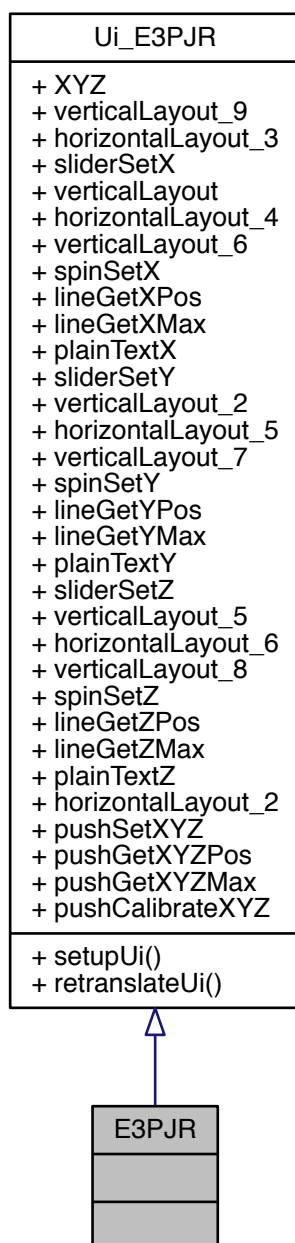 Ui_E3PJR
+ XYZ
+ verticalLayout_9
+ horizontalLayout_3
+ sliderSetX
+ verticalLayout
+ horizontalLayout_4
+ verticalLayout_6
+ spinSetX
+ lineGetXPos
+ lineGetXMax
+ plainTextX
+ sliderSetY
+ verticalLayout_2
+ horizontalLayout_5
+ verticalLayout_7
+ spinSetY
+ lineGetYPos
+ lineGetYMax
+ plainTextY
+ sliderSetZ
+ verticalLayout_5
+ horizontalLayout_6
+ verticalLayout_8
+ spinSetZ
+ lineGetZPos
+ lineGetZMax
+ plainTextZ
+ horizontalLayout_2
+ pushSetXYZ
+ pushGetXYZPos
+ pushGetXYZMax
+ pushCalibrateXYZ
+ setupUi()
+ retranslateUi()
E3PJR